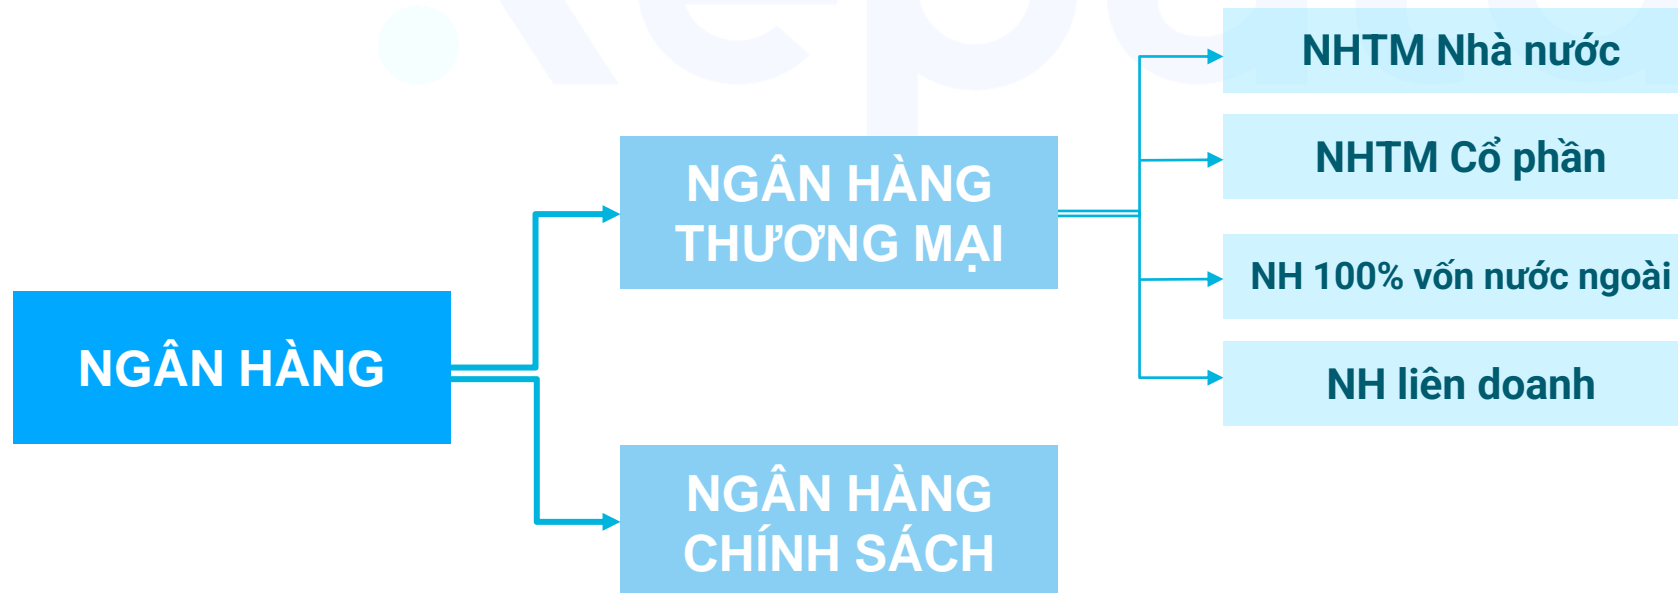 NGÂN HÀNG
NGÂN HÀNG
THƯƠNG MẠI
NGÂN HÀNG
CHÍNH SÁCH
NHTM Nhà nước
NHTM Cổ phần
NH 100% vốn nước ngoài
NH liên doanh